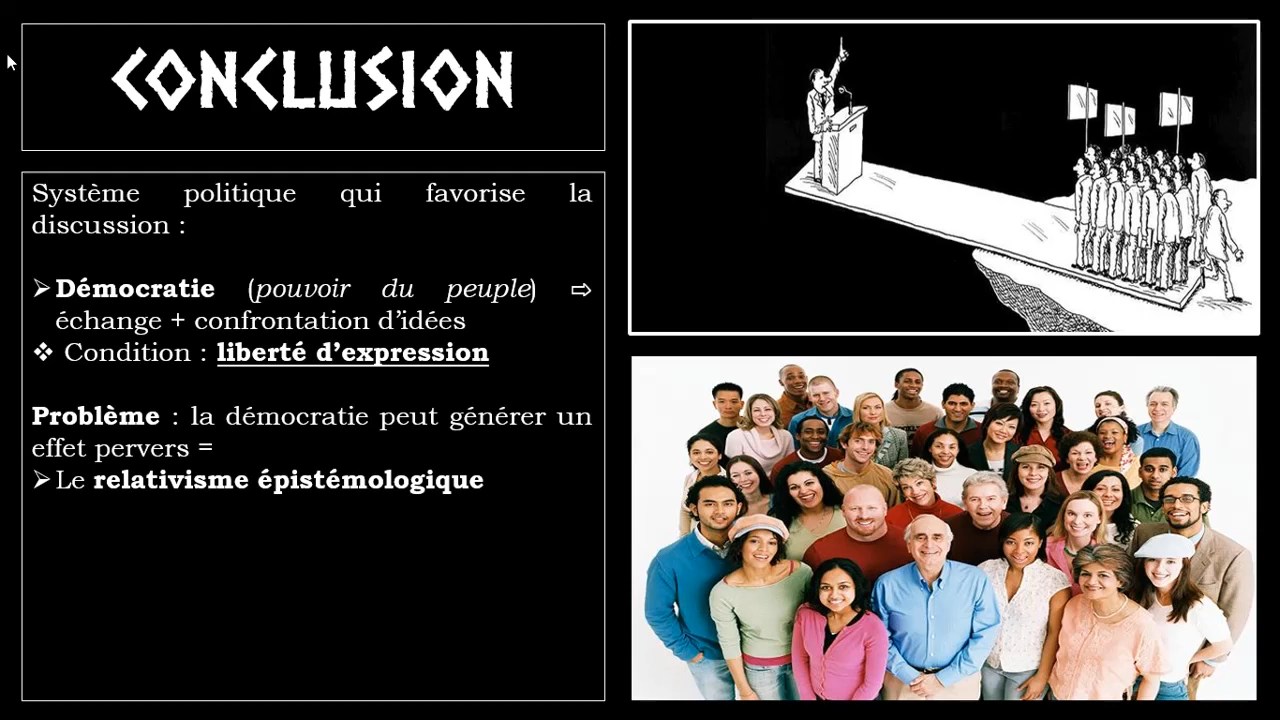 CONCLUSION
Système politique qui favorise la
discussion :
➢ Démocratie (pouvoir du peuple) ⇨
échange + confrontation d’idées
❖ Condition : liberté d’expression
Problème : la démocratie peut générer un
effet pervers =
➢ Le relativisme épistémologique